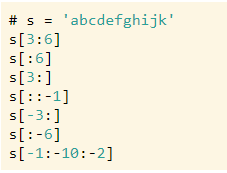 # s = 'abcdefghijk'
s[3:6]
s[:6]
s[3:]
s[::-1]
s[-3:]
s[:-6]
s[-1:-10:-2]